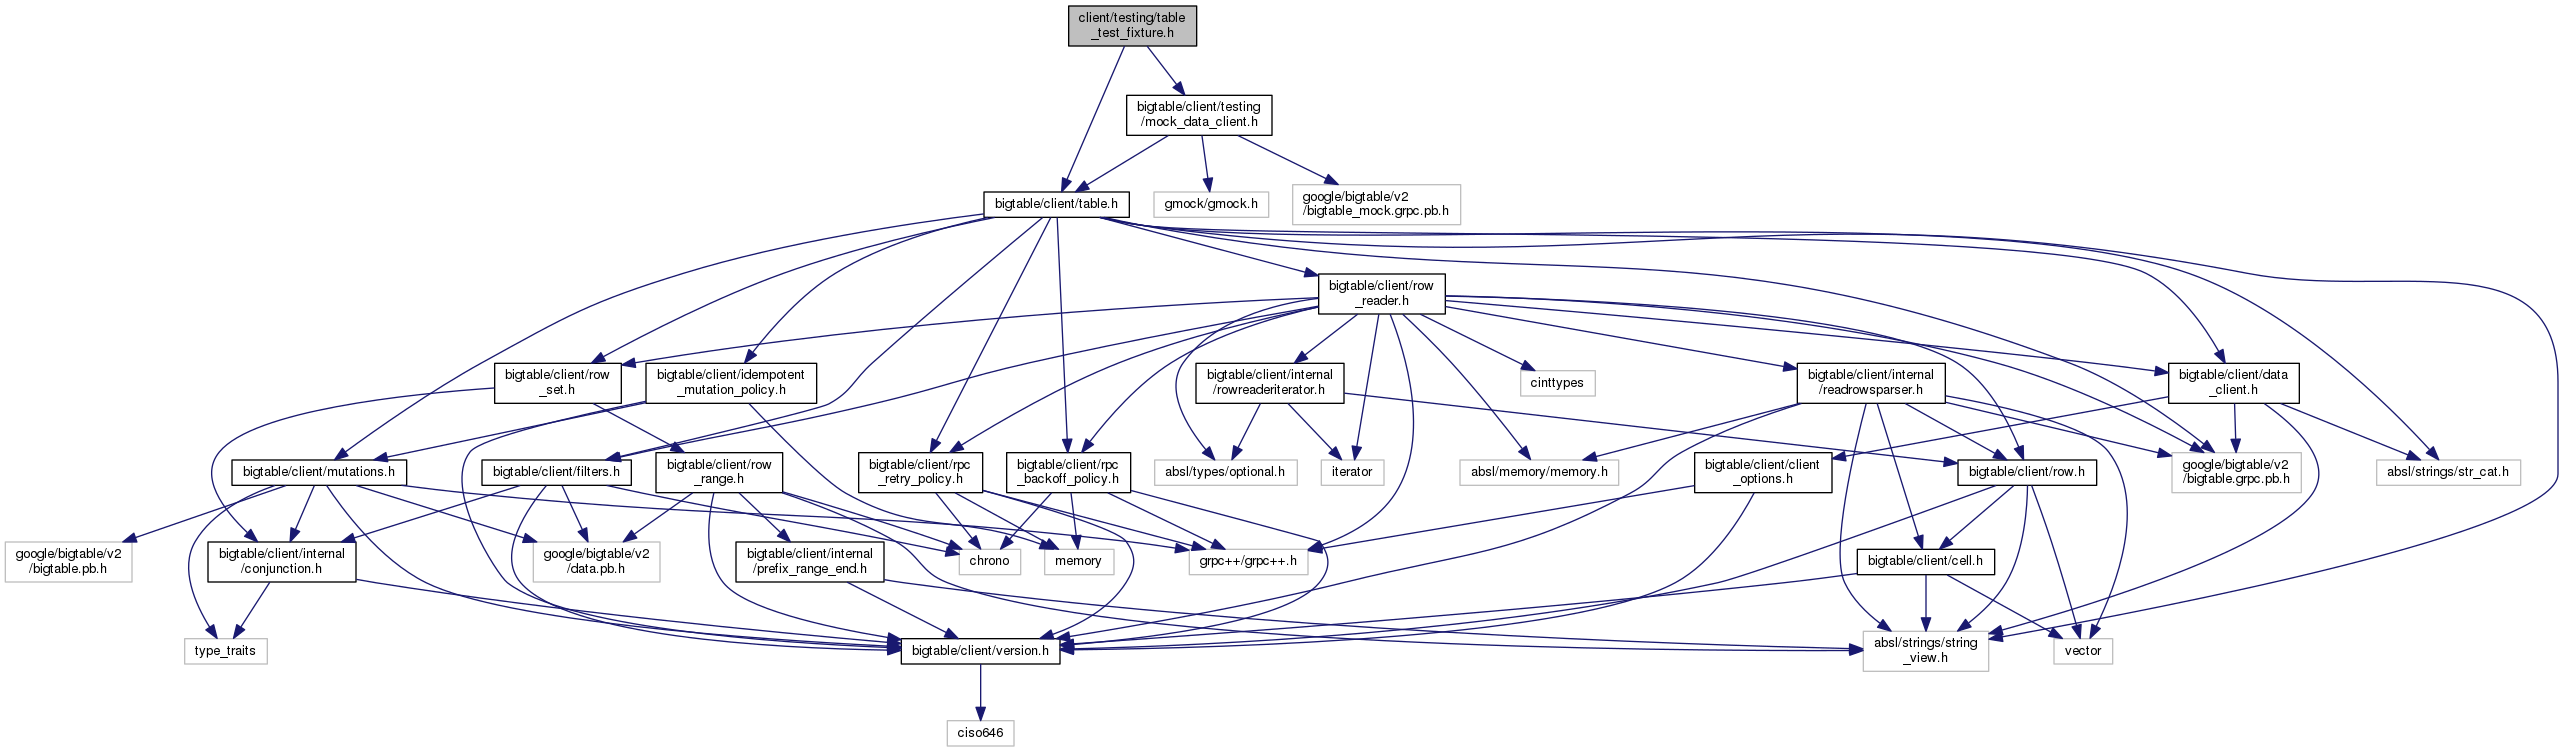 client/testing/table
_test_fixture.h
bigtable/client/testing
/mock_data_client.h
bigtable/client/table.h
gmock/gmock.h
google/bigtable/v2
/bigtable_mock.grpc.pb.h
bigtable/client/row
_reader.h
bigtable/client/row
_set.h
bigtable/client/idempotent
_mutation_policy.h
bigtable/client/internal
/rowreaderiterator.h
cinttypes
bigtable/client/internal
/readrowsparser.h
bigtable/client/data
_client.h
bigtable/client/mutations.h
bigtable/client/filters.h
bigtable/client/row
_range.h
bigtable/client/rpc
_retry_policy.h
bigtable/client/rpc
_backoff_policy.h
absl/types/optional.h
iterator
absl/memory/memory.h
bigtable/client/client
_options.h
bigtable/client/row.h
google/bigtable/v2
/bigtable.grpc.pb.h
absl/strings/str_cat.h
google/bigtable/v2
/bigtable.pb.h
bigtable/client/internal
/conjunction.h
google/bigtable/v2
/data.pb.h
bigtable/client/internal
/prefix_range_end.h
chrono
memory
grpc++/grpc++.h
bigtable/client/cell.h
type_traits
bigtable/client/version.h
absl/strings/string
_view.h
vector
ciso646